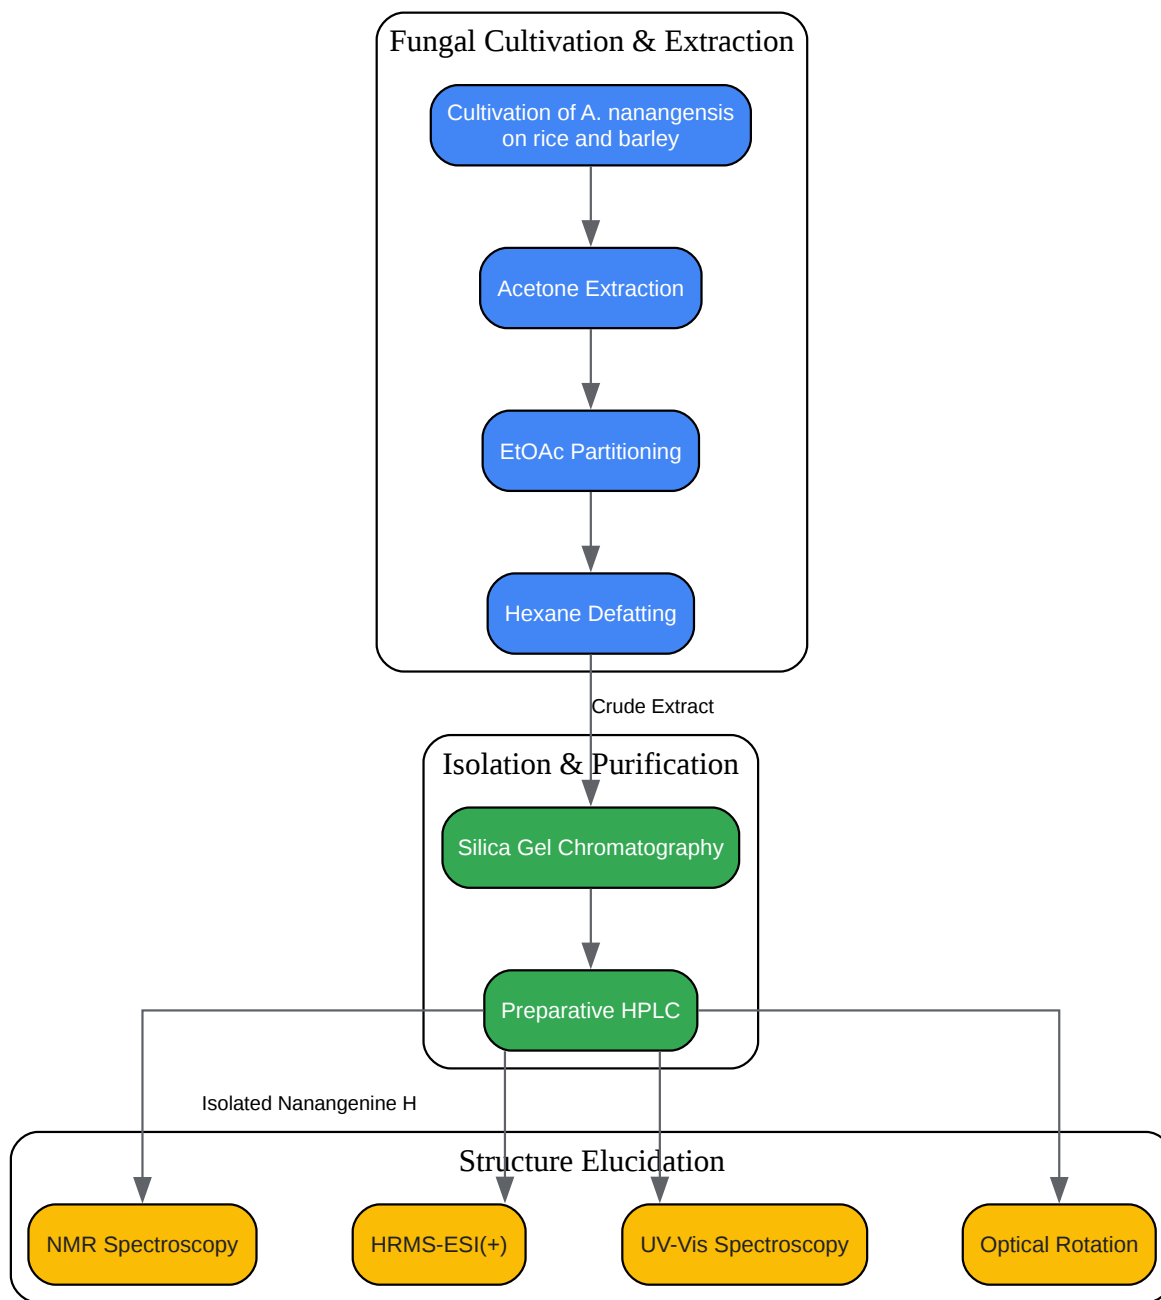 Fungal Cultivation & Extraction
Cultivation of A. nanangensis
on rice and barley
Acetone Extraction
EtOAc Partitioning
Hexane Defatting
Crude Extract
Isolation & Purification
Silica Gel Chromatography
Preparative HPLC
Isolated Nanangenine H
Structure Elucidation
NMR Spectroscopy
HRMS-ESI(+)
UV-Vis Spectroscopy
Optical Rotation